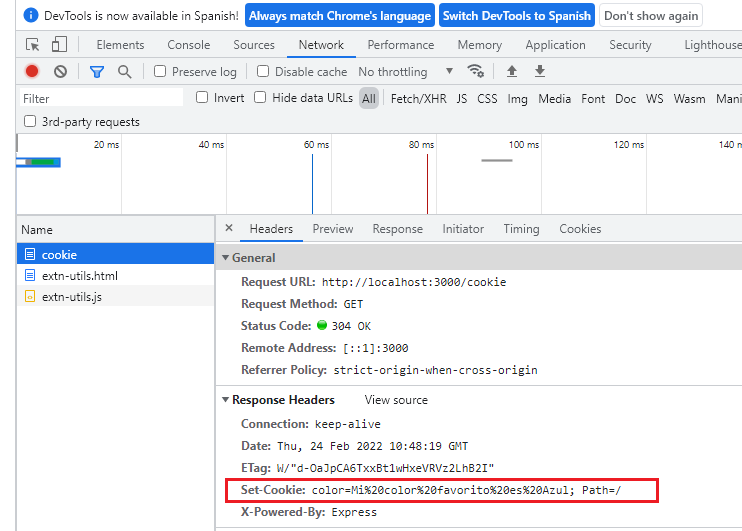 DevTools is now available in Spanish! Always match Chrome's language Switch DevTools to Spanish Don't show again
Elements Console Sources Network Performance Memory Application Security Lighthouse
Preserve log Disable cache No throttling
Filter Invert Hide data URLs All Fetch/XHR JS CSS Img Media Font Doc WS Wasm Mani
3rd-party requests
20 ms 40 ms 60 ms 80 ms 100 ms 120 ms 140 m
Name × Headers Preview Response Initiator Timing Cookies
cookie
extn-utils.html
extn-utils.js
General
Request URL: http://localhost:3000/cookie
Request Method: GET
Status Code: 304 OK
Remote Address: [::1]:3000
Referrer Policy: strict-origin-when-cross-origin
Response Headers View source
Connection: keep-alive
Date: Thu, 24 Feb 2022 10:48:19 GMT
ETag: W/"d-OaJpCA6TxxBt1wHxeVRVz2LhB2I"
Set-Cookie: color=Mi%20color%20favorito%20es%20Azul; Path=/
X-Powered-By: Express